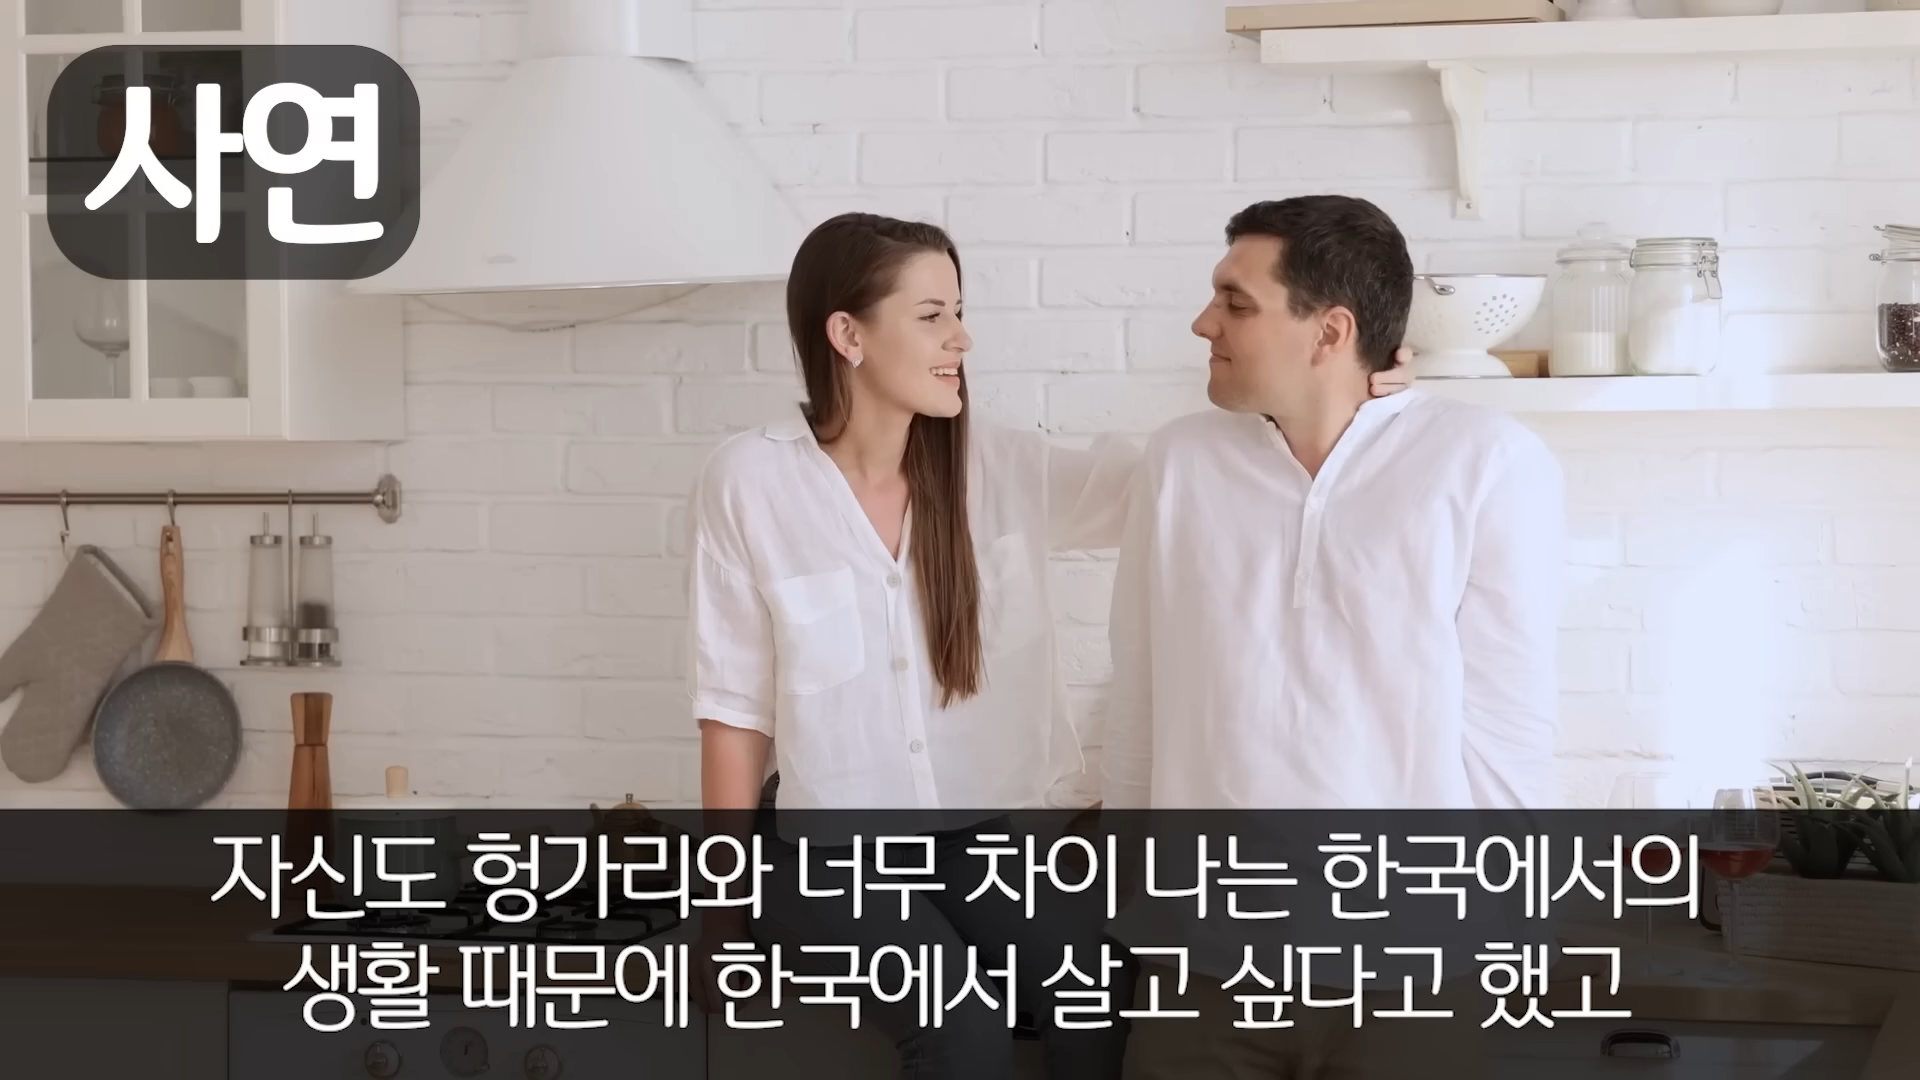 사연
자신도 헝가리와 너무 차이 나는 한국에서의
생활 때문에 한국에서 살고 싶다고 했고